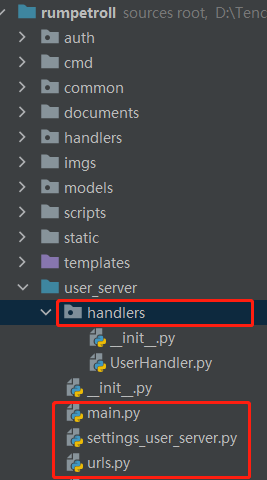 rumpetroll sources root, D:\Tenc
auth
cmd
common
documents
handlers
imgs
models
scripts
static
templates
user_server
handlers
__init__.py
UserHandler.py
__init__.py
main.py
settings_user_server.py
urls.py